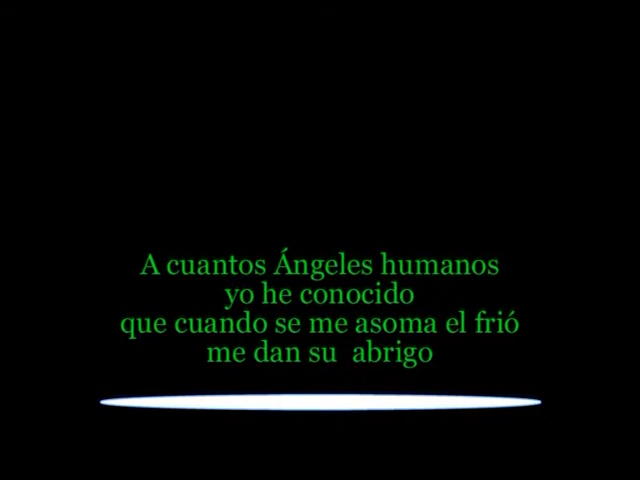 A cuantos Ángeles humanos
yo he conocido
que cuando se me asoma el frió
me dan su  abrigo